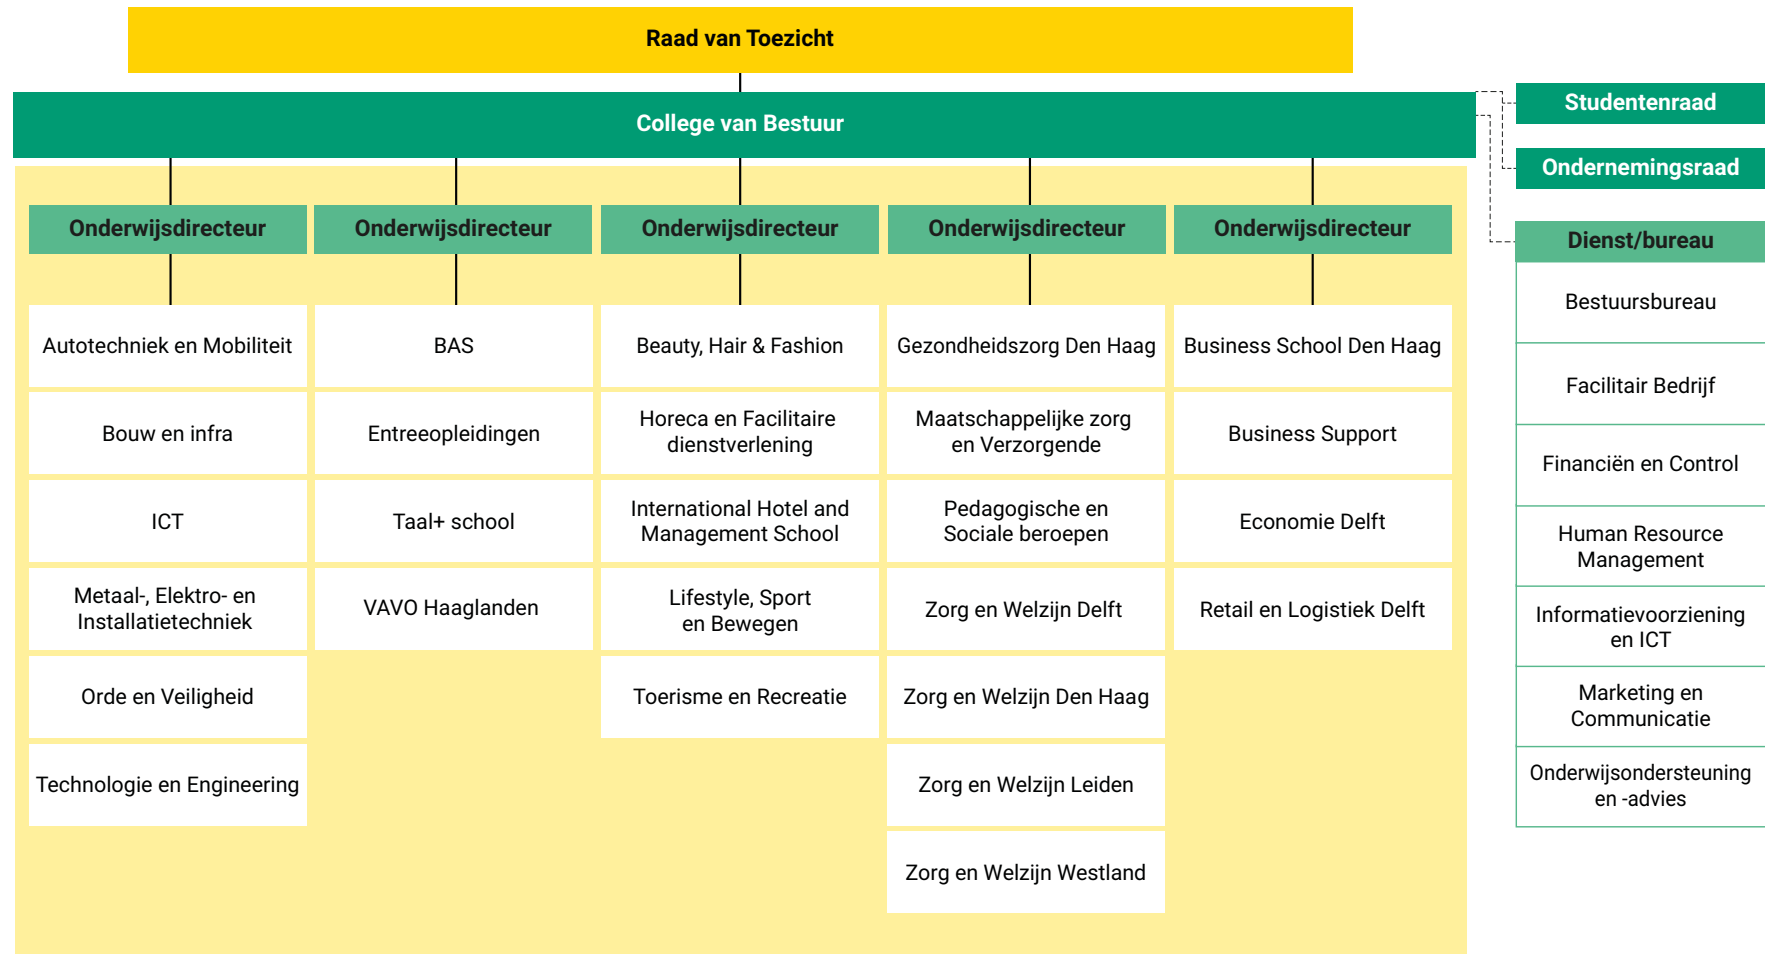 Raad van Toezicht
College van Bestuur
Studentenraad
Ondernemingsraad
Onderwijsdirecteur
Autotechniek en Mobiliteit
Bouw en infra
ICT
Metaal-, Elektro- en
Installatietechniek
Orde en Veiligheid
Technologie en Engineering
Onderwijsdirecteur
BAS
Entreeopleidingen
Taal+ school
VAVO Haaglanden
Onderwijsdirecteur
Beauty, Hair & Fashion
Horeca en Facilitaire
dienstverlening
International Hotel and
Management School
Lifestyle, Sport
en Bewegen
Toerisme en Recreatie
Onderwijsdirecteur
Gezondheidszorg Den Haag
Maatschappelijke zorg
en Verzorgende
Pedagogische en
Sociale beroepen
Zorg en Welzijn Delft
Zorg en Welzijn Den Haag
Zorg en Welzijn Leiden
Zorg en Welzijn Westland
Onderwijsdirecteur
Business School Den Haag
Business Support
Economie Delft
Retail en Logistiek Delft
Dienst/bureau
Bestuursbureau
Facilitair Bedrijf
Financiën en Control
Human Resource
Management
Informatievoorziening
en ICT
Marketing en
Communicatie
Onderwijsondersteuning
en -advies